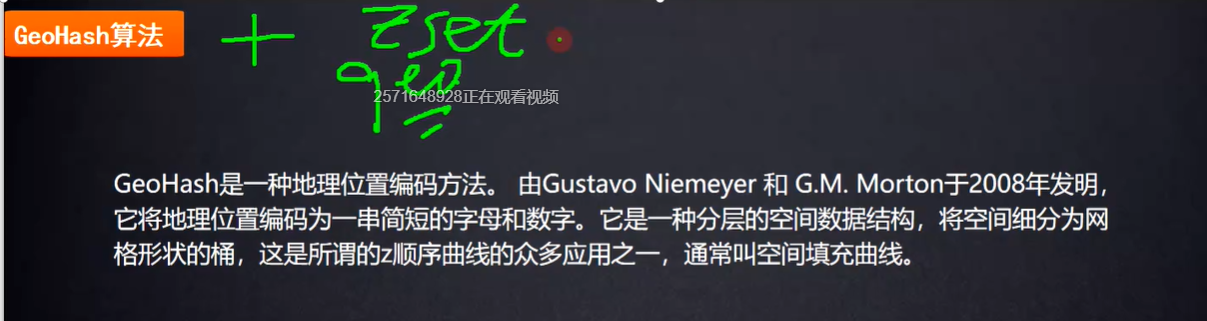 GeoHash算法 + zset
geo
2571648928正在观看视频
GeoHash是一种地理位置编码方法。 由Gustavo Niemeyer 和 G.M. Morton于2008年发明，
它将地理位置编码为一串简短的字母和数字。它是一种分层的空间数据结构，将空间细分为网
格形状的桶，这是所谓的z顺序曲线的众多应用之一，通常叫空间填充曲线。